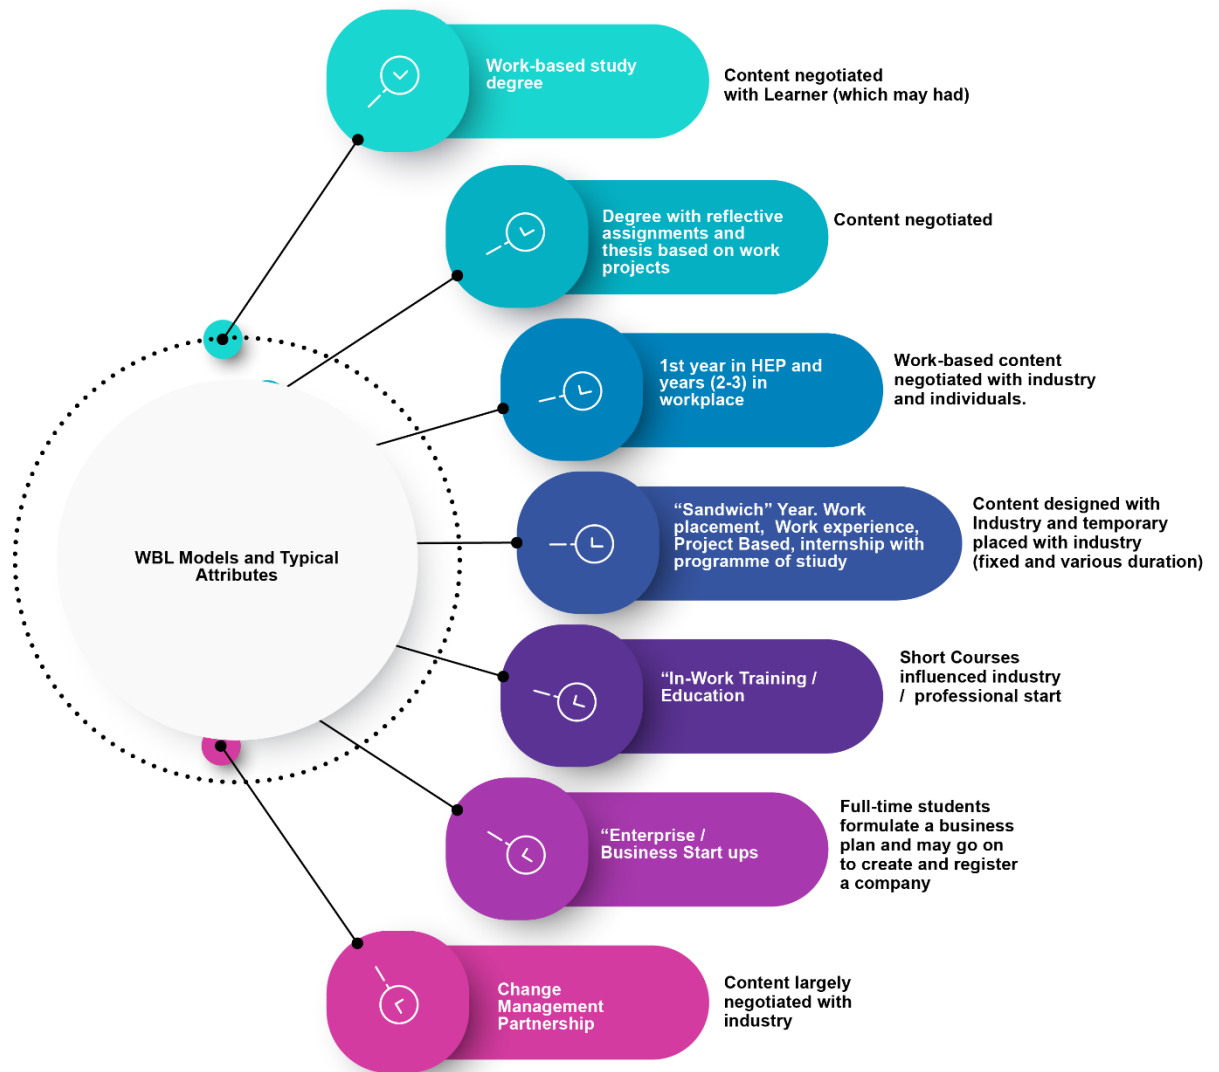 Work-based study
degree
Content negotiated
with Learner (which may had)
Degree with reflective
assignments and
thesis based on work
projects
Content negotiated
1st year in HEP and
years (2-3) in
workplace
Work-based content
negotiated with industry
and individuals.
WBL Models and Typical
Attributes
“Sandwich” Year. Work
placement,  Work experience,
Project Based, internship with
programme of stiudy
Content designed with
Industry and temporary
placed with industry
(fixed and various duration)
“In-Work Training /
Education
Short Courses
influenced industry
/  professional start
“Enterprise /
Business Start ups
Full-time students
formulate a business
plan and may go on
to create and register
a company
Change
Management
Partnership
Content largely
negotiated with
industry